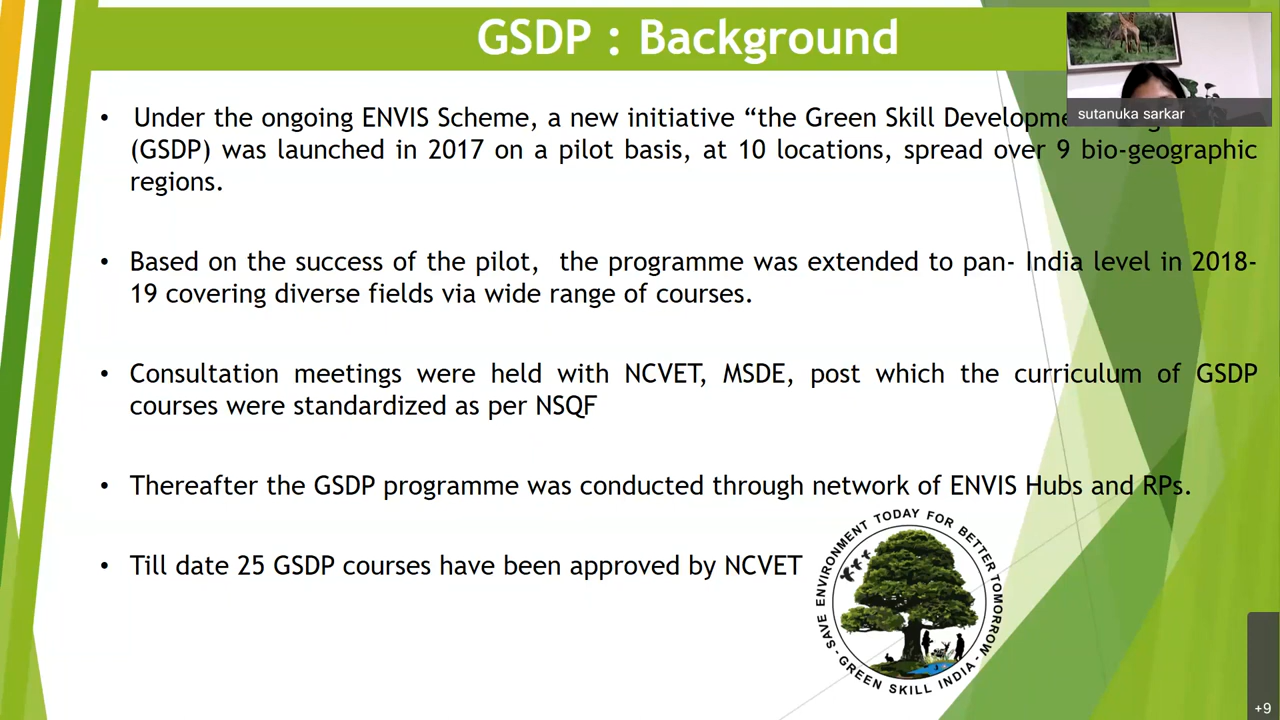 GSDP : Background
sutanuka sarkar
• Under the ongoing ENVIS Scheme, a new initiative “the Green Skill
(GSDP) was launched in 2017 on a pilot basis, at 10 locations, spread over 9 bio-geographic
regions.
• Based on the success of the pilot, the programme was extended to pan- India level in 2018-
19 covering diverse fields via wide range of courses.
• Consultation meetings were held with NCVET, MSDE, post which the curriculum of GSDP
courses were standardized as per NSQF
• Thereafter the GSDP programme was conducted through network of ENVIS Hubs and RPs.
• Till date 25 GSDP courses have been approved by NCVET
SAVE ENVIRONMENT TODAY FOR BETTER TOMORROW
- GREEN SKILL INDIA -
+9